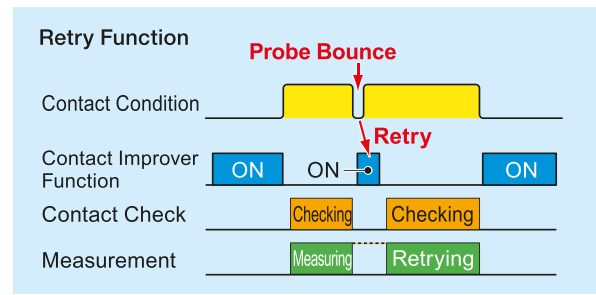 Retry Function
Probe Bounce
Contact Condition
Retry
Contact Improver
Function
ON
ON
ON
Contact Check
Checking
Checking
Measurement
Measuring
Retrying